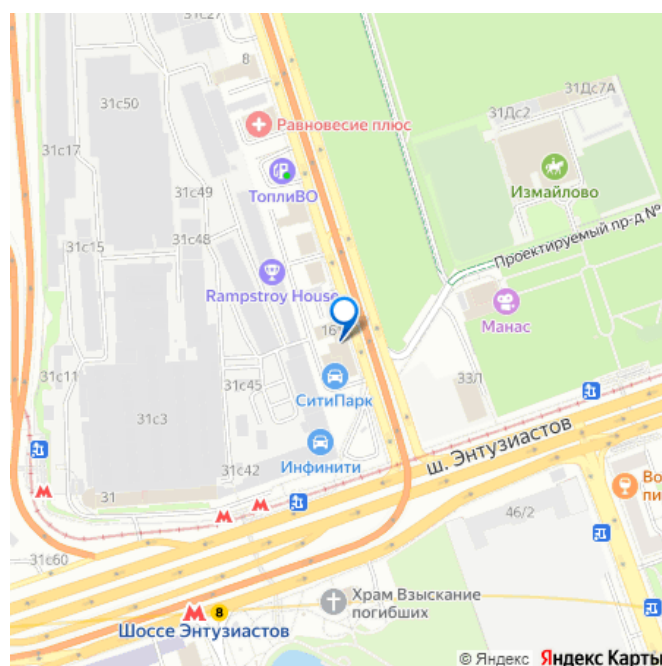 31с27
8
31с50
31Дс7А
31Дс2
Равновесие плюс
31с17
ТоплиВО
Измайлово
31с49
31с48
31с15
Проектируемый пр-д №
Rampstroy House
Манас
16
31с11
31с45
33Л
СитиПарк
31с3
Инфинити
ш. Энтузиастов
31с42
31
Во
пи
46/2
31с60
Храм Взыскание
погибших
8
Шоссе Энтузиастов
© Яндекс Яндекс Карты